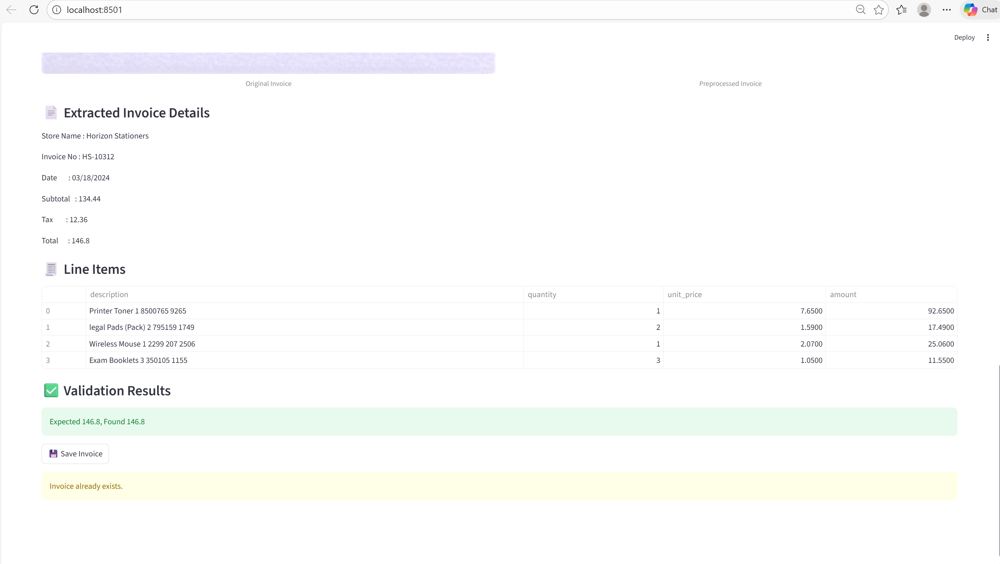 localhost:8501
Chat
Deploy
Original Invoice
Preprocessed Invoice
Extracted Invoice Details
Store Name : Horizon Stationers
Invoice No : HS-10312
Date : 03/18/2024
Subtotal : 134.44
Tax : 12.36
Total : 146.8
Line Items
description quantity unit_price amount
0 Printer Toner 1 8500765 9265 1 7.6500 92.6500
1 legal Pads (Pack) 2 795159 1749 2 1.5900 17.4900
2 Wireless Mouse 1 2299 207 2506 1 2.0700 25.0600
3 Exam Booklets 3 350105 1155 3 1.0500 11.5500
Validation Results
Expected 146.8, Found 146.8
Save Invoice
Invoice already exists.